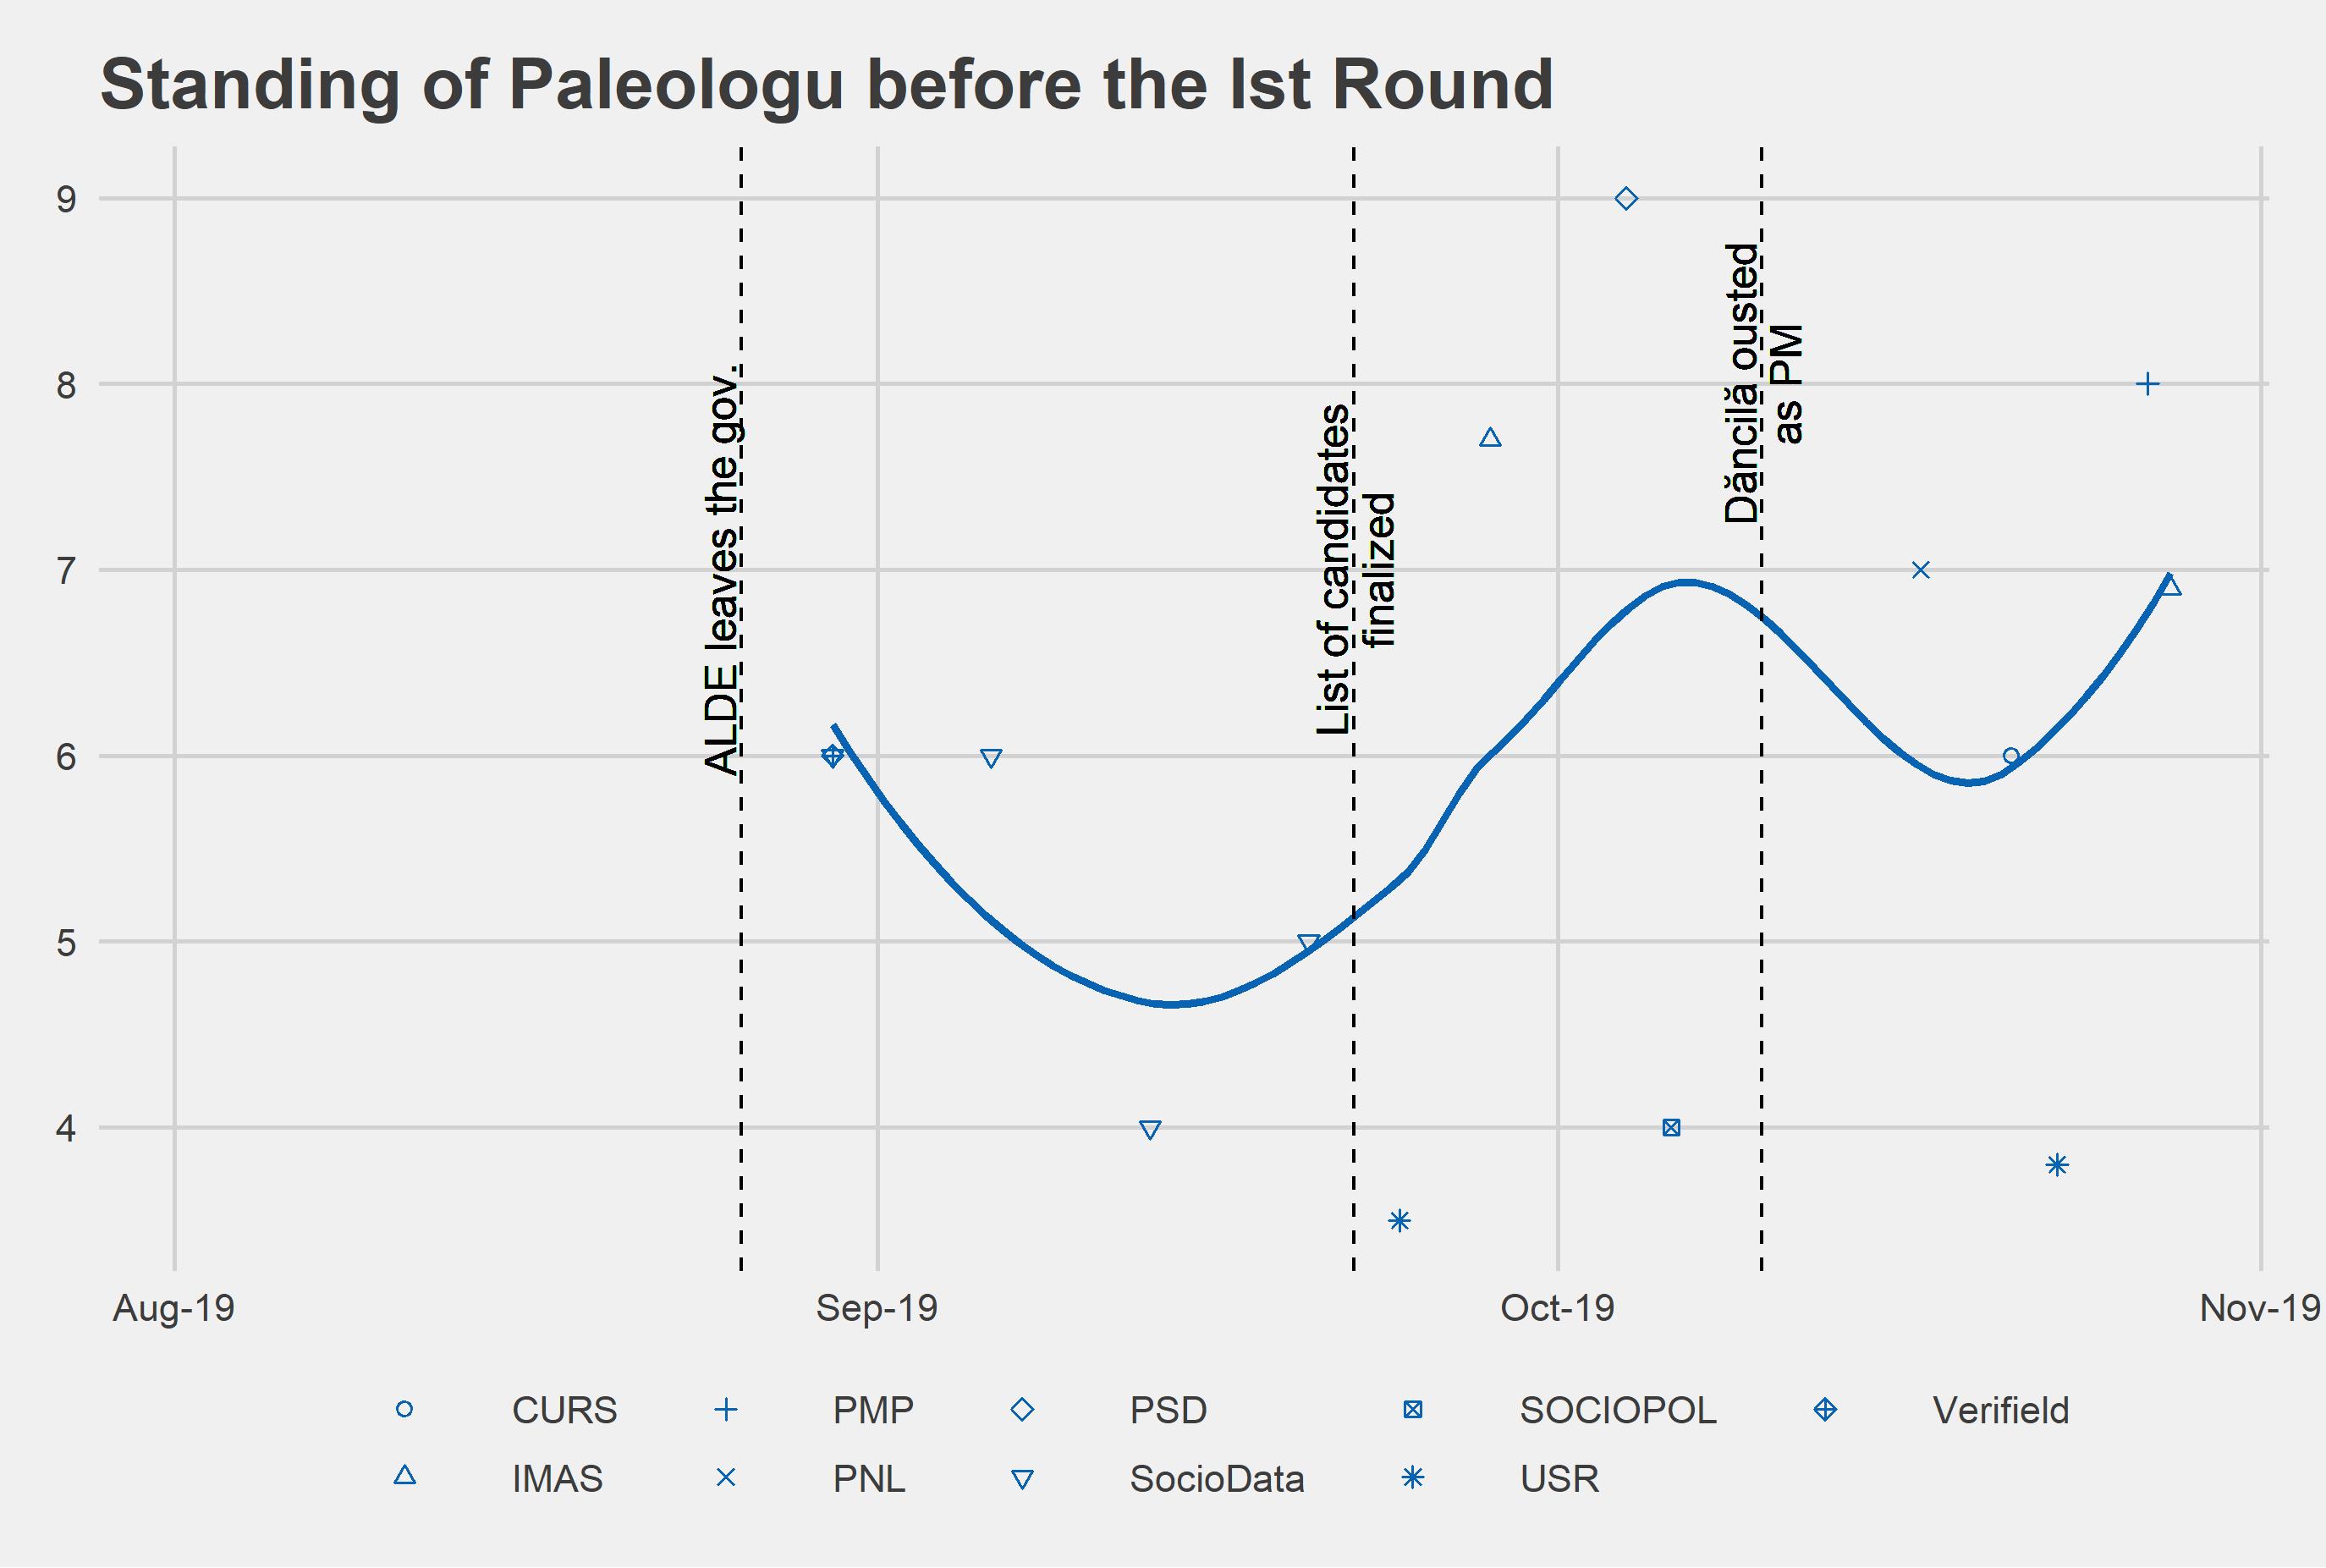 Standing of Paleologu before the Ist Round
9
8
7
6
5
4
ALDE leaves the gov.
List of candidates
finalized
Dăncilă ousted
as PM
Aug-19
Sep-19
Oct-19
Nov-19
CURS
PMP
PSD
SOCIOPOL
Verifield
IMAS
PNL
SocioData
USR